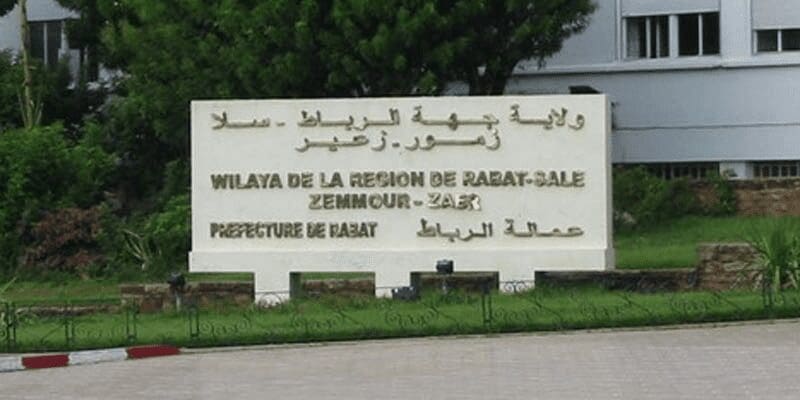 ولاية جهة الرباط - سلا
زمور - زعير
WILAYA DE LA REGION DE RABAT-SALE
ZEMMOUR - ZAER
PREFECTURE DE RABAT عمالة الرباط